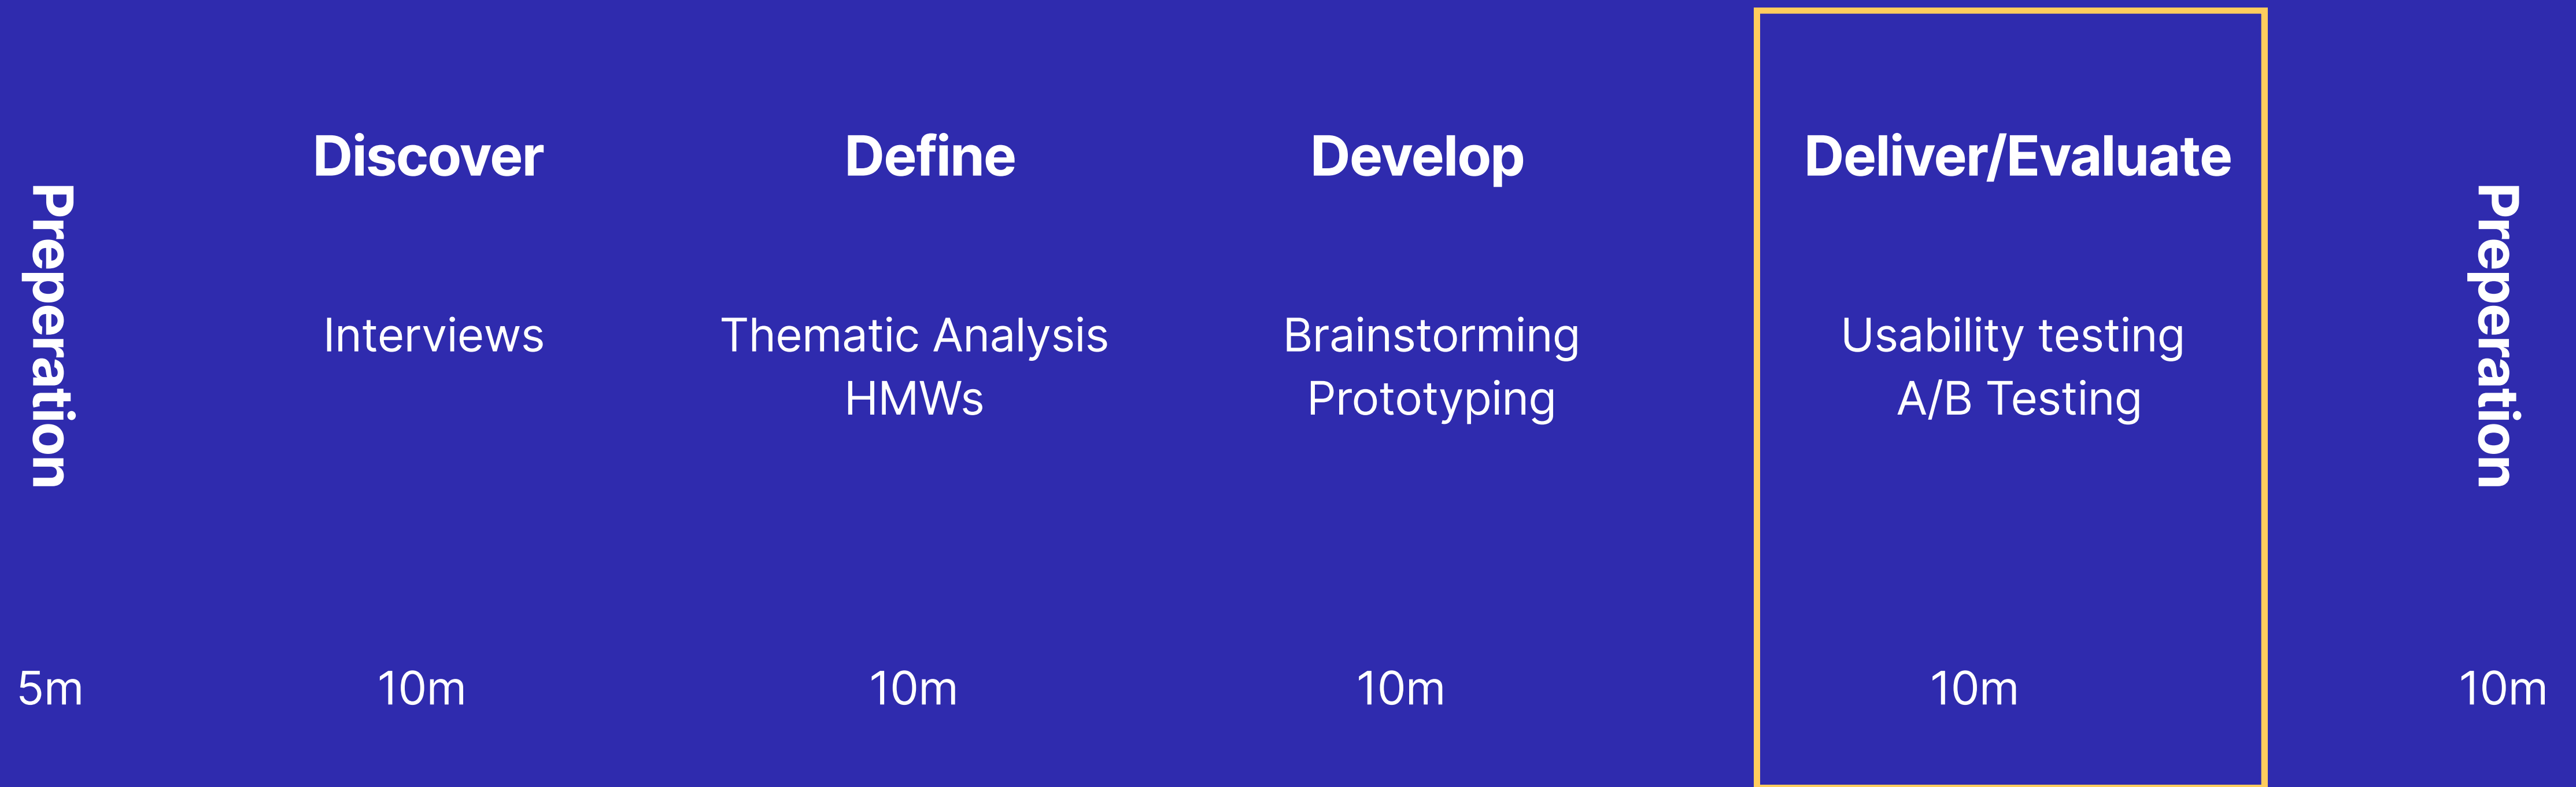 Preperation
Discover
Define
Develop
Deliver/Evaluate
Preperation
Interviews
Thematic Analysis
HMWs
Brainstorming
Prototyping
Usability testing
A/B Testing
5m
10m
10m
10m
10m
10m